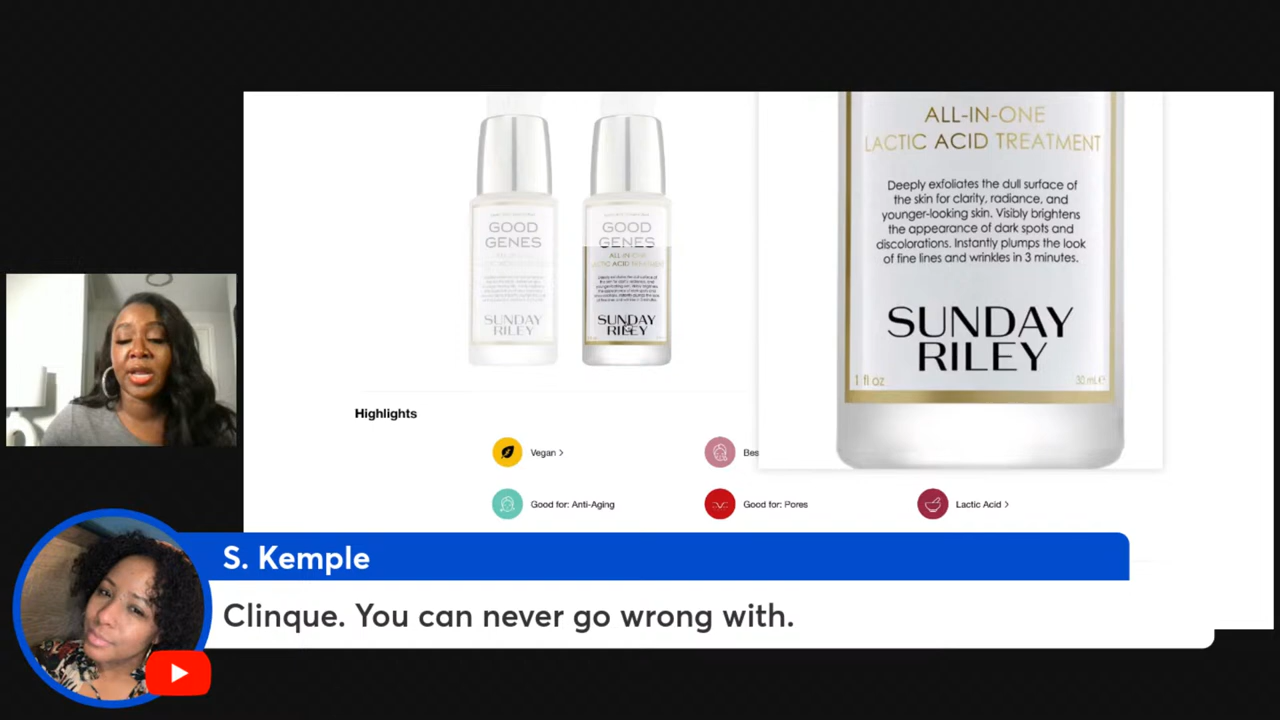 GOOD
GENES
SUNDAY
RILEY
GOOD
GENES
ALL-IN-ONE
LACTIC ACID TREATMENT
SUNDAY
RILEY
ALL-IN-ONE
LACTIC ACID TREATMENT
Deeply exfoliates the dull surface of
the skin for clarity, radiance, and
younger-looking skin. Visibly brightens
the appearance of dark spots and
discolorations. Instantly plumps the look
of fine lines and wrinkles in 3 minutes.
SUNDAY
RILEY
1 fl oz 30 mL e
Highlights
Vegan >
Bes
Good for: Anti-Aging
Good for: Pores
Lactic Acid >
S. Kemple
Clinque. You can never go wrong with.